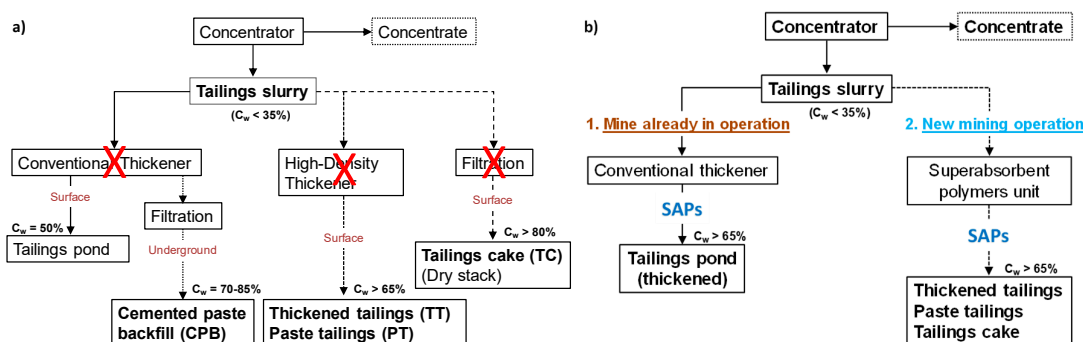 a)
Concentrator
Concentrate
Tailings slurry
(Cw < 35%)
Conventional Thickener
High-Density
Thickener
Filtration
Surface
Filtration
Surface
Cw = 50%
Tailings pond
Underground
Surface
Cw > 80%
Tailings cake (TC)
(Dry stack)
Cw = 70-85%
Cw > 65%
Cemented paste
backfill (CPB)
Thickened tailings (TT)
Paste tailings (PT)
b)
Concentrator
Concentrate
Tailings slurry
(Cw < 35%)
1. Mine already in operation
2. New mining operation
Conventional thickener
Superabsorbent
polymers unit
SAPs
SAPs
Cw > 65%
Tailings pond
(thickened)
Cw > 65%
Thickened tailings
Paste tailings
Tailings cake